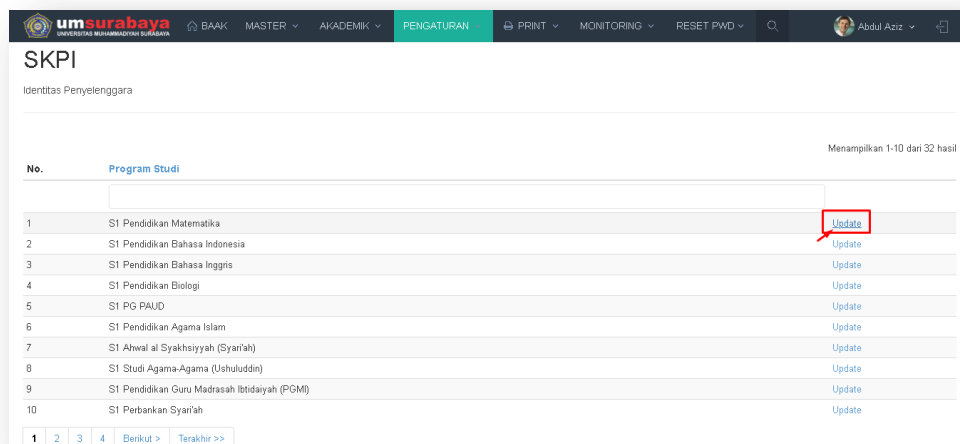 umsurabaya
UNIVERSITAS MUHAMMADIYAH SURABAYA
BAAK MASTER AKADEMIK PENGATURAN PRINT MONITORING RESET PWD Abdul Aziz
SKPI
Identitas Penyelenggara
Menampilkan 1-10 dari 32 hasil
No. Program Studi
1 S1 Pendidikan Matematika Update
2 S1 Pendidikan Bahasa Indonesia Update
3 S1 Pendidikan Bahasa Inggris Update
4 S1 Pendidikan Biologi Update
5 S1 PG PAUD Update
6 S1 Pendidikan Agama Islam Update
7 S1 Ahwal al Syakhsiyyah (Syari'ah) Update
8 S1 Studi Agama-Agama (Ushuluddin) Update
9 S1 Pendidikan Guru Madrasah Ibtidaiyah (PGMI) Update
10 S1 Perbankan Syari'ah Update
1 2 3 4 Berikut > Terakhir >>